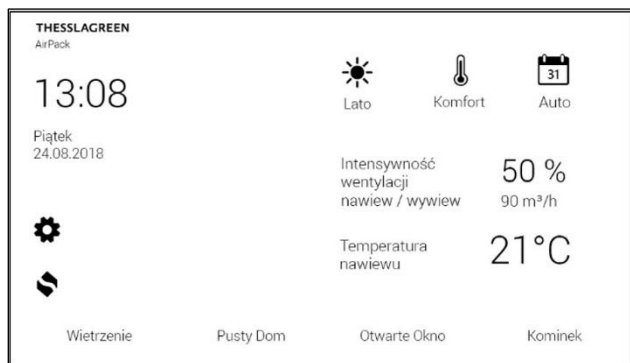 THESSLAGREEN
AirPack
13:08
Piątek
24.08.2018
31
Lato
Komfort
Auto
Intensywność
wentylacji
nawiew / wywiew
50 %
90 m³/h
Temperatura
nawiewu
21°C
Wietrzenie
Pusty Dom
Otwarte Okno
Kominek